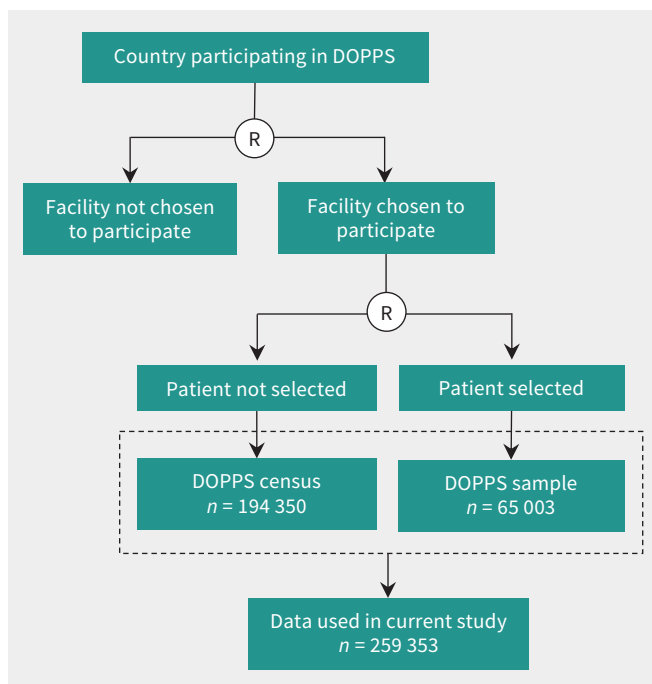 Country participating in DOPPS
R
Facility not chosen
to participate
Facility chosen to
participate
R
Patient not selected
Patient selected
DOPPS census
n = 194 350
DOPPS sample
n = 65 003
Data used in current study
n = 259 353